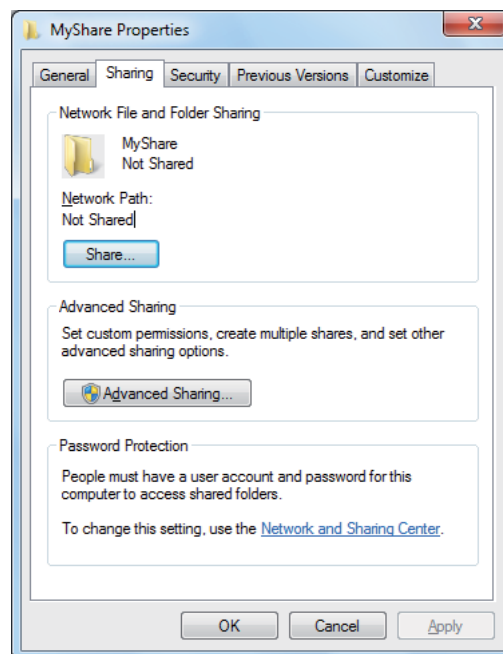 MyShare Properties
General Sharing Security Previous Versions Customize
Network File and Folder Sharing
MyShare
Not Shared
Network Path:
Not Shared
Share...
Advanced Sharing
Set custom permissions, create multiple shares, and set other
advanced sharing options.
Advanced Sharing...
Password Protection
People must have a user account and password for this
computer to access shared folders.
To change this setting, use the Network and Sharing Center.
OK Cancel Apply